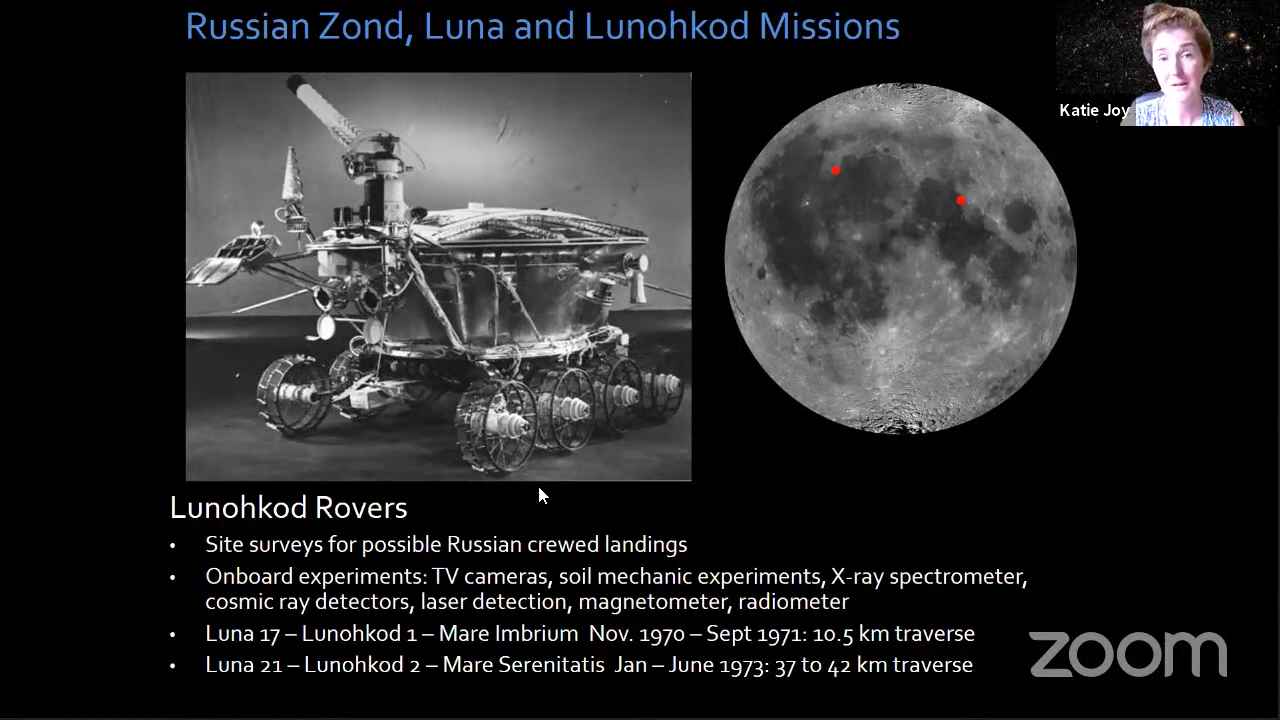 Russian Zond, Luna and Lunohkod Missions
Katie Joy
Lunohkod Rovers
• Site surveys for possible Russian crewed landings
• Onboard experiments: TV cameras, soil mechanic experiments, X-ray spectrometer,
cosmic ray detectors, laser detection, magnetometer, radiometer
• Luna 17 – Lunohkod 1 – Mare Imbrium Nov. 1970 – Sept 1971: 10.5 km traverse
• Luna 21 – Lunohkod 2 – Mare Serenitatis Jan – June 1973: 37 to 42 km traverse
zoom